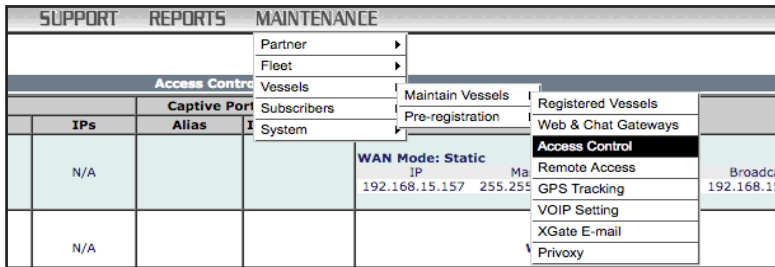 SUPPORT REPORTS MAINTENANCE
Partner
Fleet
Access Contro Vessels
Maintain Vessels
Captive Port Subscribers
Registered Vessels
Pre-registration
IPs Alias System
Web & Chat Gateways
Access Control
WAN Mode: Static
Remote Access
N/A IP Broadca
192.168.15.157 255.255 GPS Tracking 192.168.1
VOIP Setting
XGate E-mail
N/A Privoxy